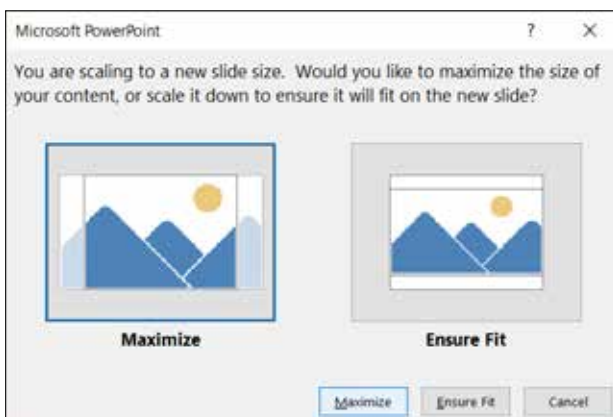 Microsoft PowerPoint ? ×
You are scaling to a new slide size. Would you like to maximize the size of
your content, or scale it down to ensure it will fit on the new slide?
Maximize Ensure Fit
Maximize Ensure Fit Cancel